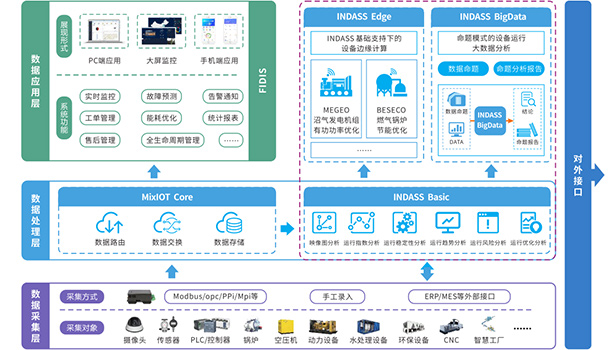 数据应用层
展现形式
PC端应用
大屏监控
手机端应用
系统功能
实时监控
故障预测
告警通知
工单管理
能耗优化
统计报表
售后管理
全生命周期管理
......
FIDIS
INDASS Edge
INDASS 基础支持下的
设备边缘计算
MEGEO
沼气发电机组
有功功率优化
BESECO
燃气锅炉
节能优化
......
INDASS BigData
命题模式的设备运行
大数据分析
数据命题
命题分析报告
数据命题
DATA
INDASS
BigData
结论
命题报告
对外接口
数据处理层
MixIOT Core
数据路由
数据交换
数据存储
INDASS Basic
映像图分析
运行指数分析
运行稳定性分析
运行趋势分析
运行风险分析
运行优化分析
数据采集层
采集方式
Modbus/opc/PPi/Mpi等
手工录入
ERP/MES等外部接口
采集对象
摄像头
传感器
PLC/控制器
锅炉
空压机
动力设备
水处理设备
环保设备
CNC
智慧工厂
......